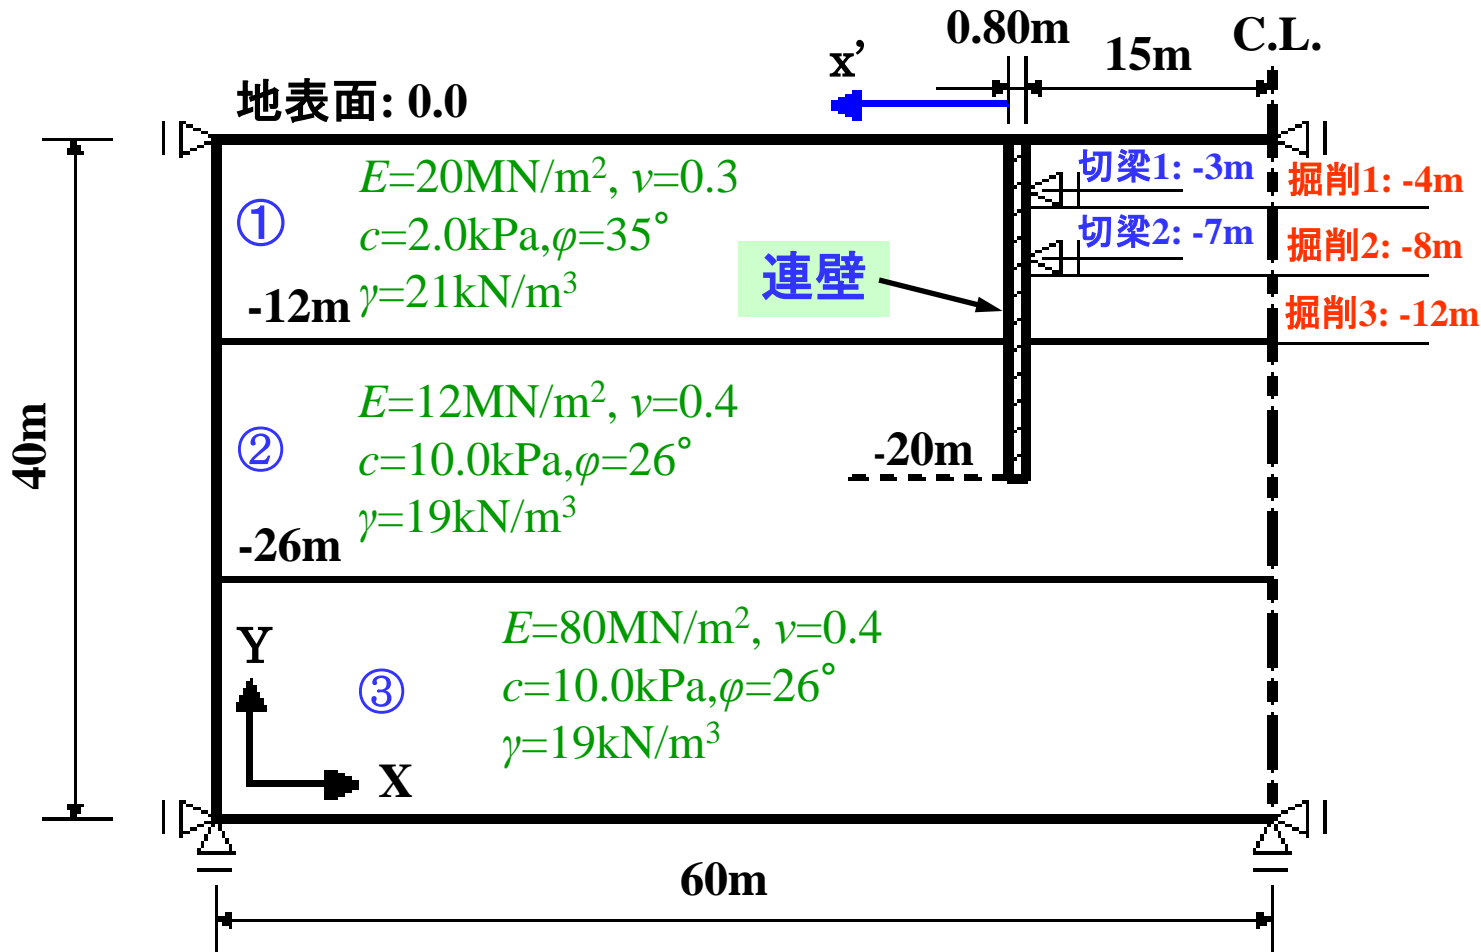 0.80m
C.L.
x’
15m
地表面: 0.0
E=20MN/m², ν=0.3
①
c=2.0kPa,φ=35°
γ=21kN/m³
-12m
切梁1: -3m
掘削1: -4m
切梁2: -7m
掘削2: -8m
連壁
掘削3: -12m
40m
E=12MN/m², ν=0.4
②
c=10.0kPa,φ=26°
γ=19kN/m³
-20m
-26m
E=80MN/m², ν=0.4
③
c=10.0kPa,φ=26°
γ=19kN/m³
Y
X
60m